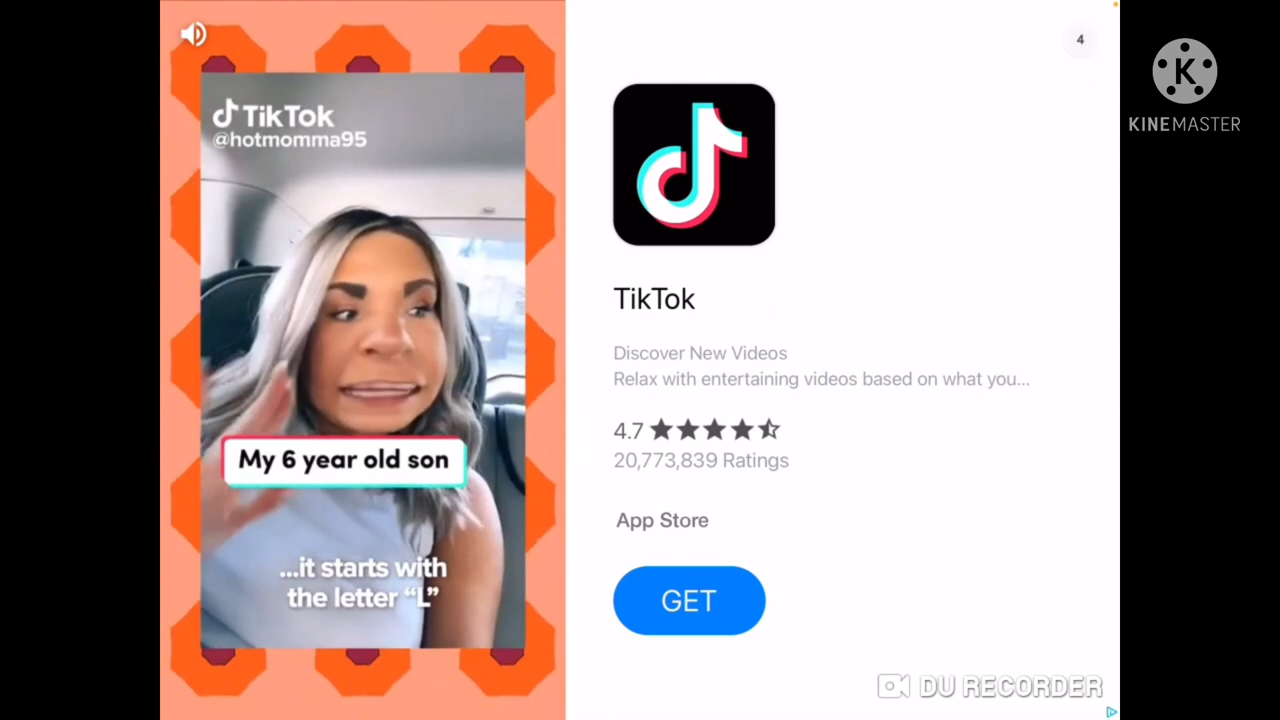 TikTok
@hotmomma95
My 6 year old son
...it starts with
the letter “L”
4
TikTok
Discover New Videos
Relax with entertaining videos based on what you...
4.7
20,773,839 Ratings
App Store
GET
DU RECORDER
K
KINEMASTER